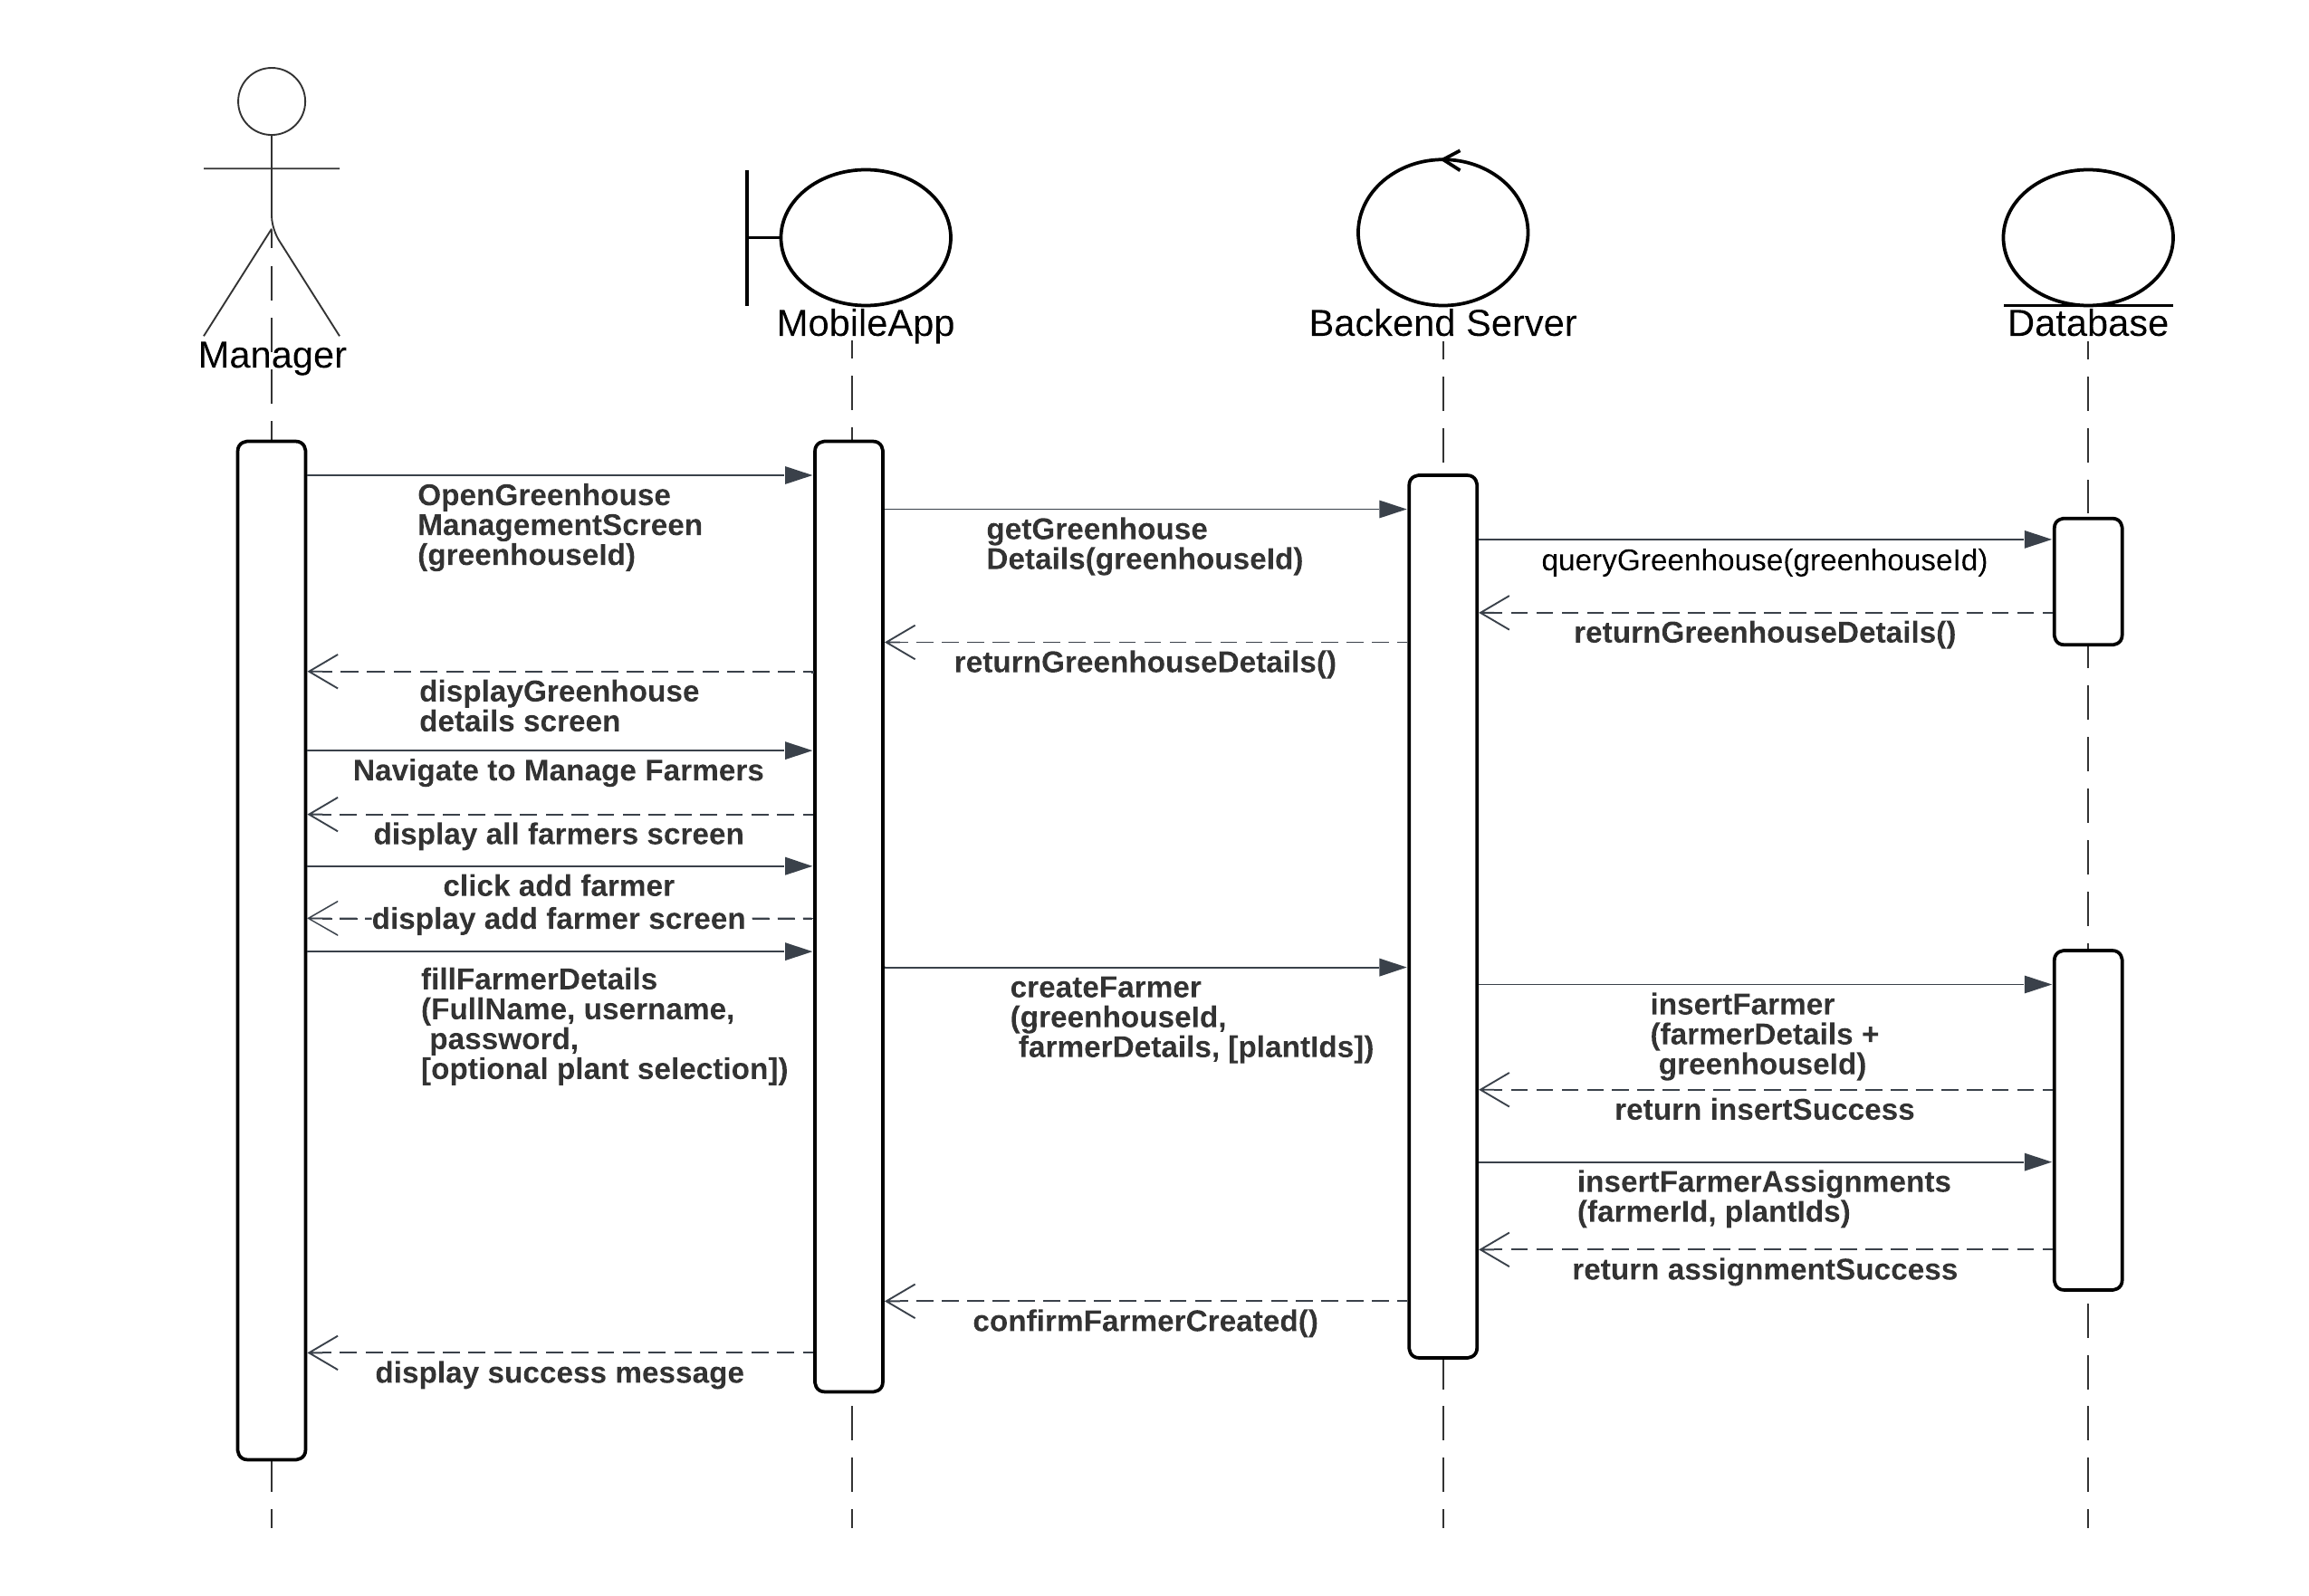 Manager
MobileApp
Backend Server
Database
OpenGreenhouse
ManagementScreen
(greenhouseId)
getGreenhouse
Details(greenhouseId)
queryGreenhouse(greenhouseId)
returnGreenhouseDetails()
returnGreenhouseDetails()
displayGreenhouse
details screen
Navigate to Manage Farmers
display all farmers screen
click add farmer
display add farmer screen
fillFarmerDetails
(FullName, username,
password,
[optional plant selection])
createFarmer
(greenhouseId,
farmerDetails, [plantIds])
insertFarmer
(farmerDetails +
greenhouseId)
return insertSuccess
insertFarmerAssignments
(farmerId, plantIds)
return assignmentSuccess
confirmFarmerCreated()
display success message